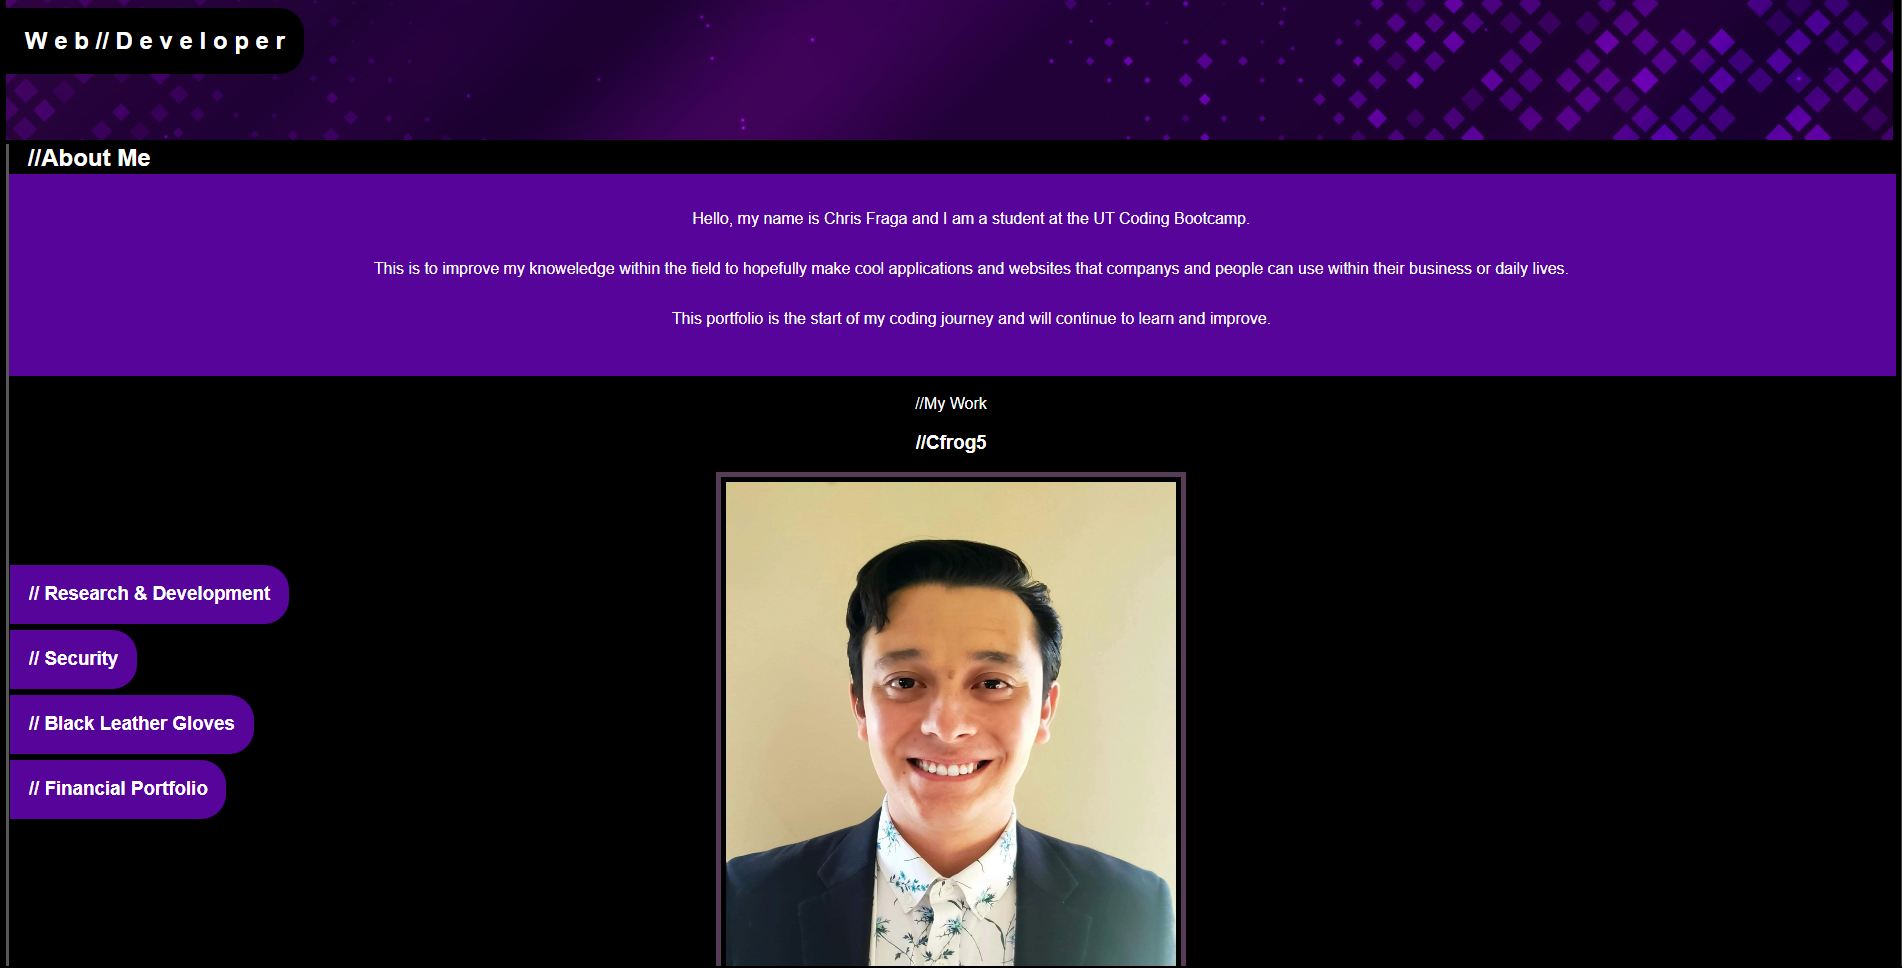 Web//Developer
//About Me
Hello, my name is Chris Fraga and I am a student at the UT Coding Bootcamp.
This is to improve my knoweledge within the field to hopefully make cool applications and websites that companys and people can use within their business or daily lives.
This portfolio is the start of my coding journey and will continue to learn and improve.
//My Work
//Cfrog5
// Research & Development
// Security
// Black Leather Gloves
// Financial Portfolio